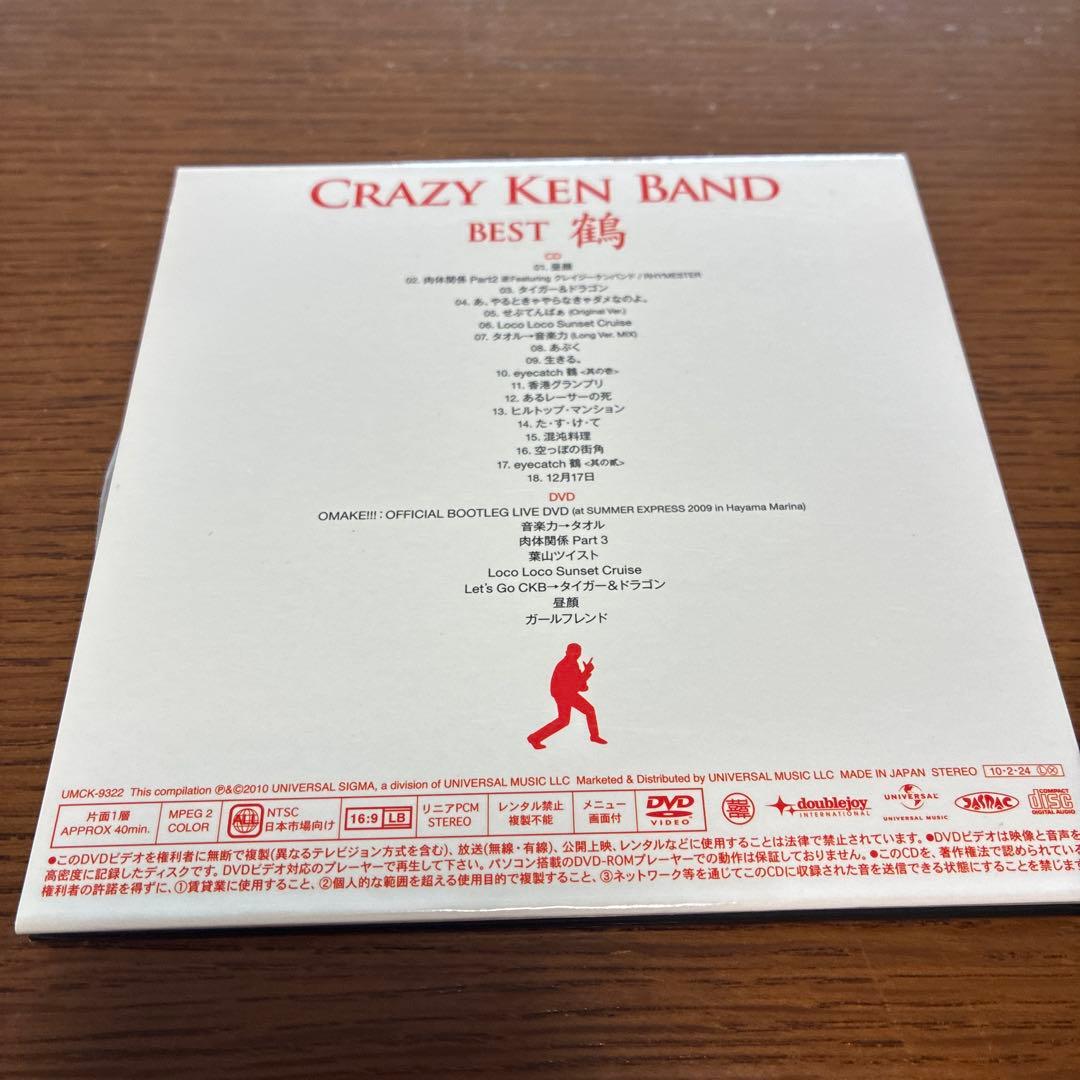 CRAZY KEN BAND
BEST 鶴
CD
01. 昼顔
02. 肉体関係 Part2 逆Featuring クレイジーケンバンド / RHYMESTER
03. タイガー＆ドラゴン
04. あ、やるときゃやらなきゃダメなのよ。
05. せぷてんばぁ (Original Ver.)
06. Loco Loco Sunset Cruise
07. タオル→音楽力 (Long Ver. MIX)
08. あぶく
09. 生きる。
10. eyecatch 鶴 <其の壱>
11. 香港グランプリ
12. あるレーサーの死
13. ヒルトップ・マンション
14. た・す・け・て
15. 混沌料理
16. 空っぽの街角
17. eyecatch 鶴 <其の貳>
18. 12月17日
DVD
OMAKE!!! : OFFICIAL BOOTLEG LIVE DVD (at SUMMER EXPRESS 2009 in Hayama Marina)
音楽力→タオル
肉体関係 Part 3
葉山ツイスト
Loco Loco Sunset Cruise
Let's Go CKB→タイガー＆ドラゴン
昼顔
ガールフレンド
UMCK-9322 This compilation ℗&©2010 UNIVERSAL SIGMA, a division of UNIVERSAL MUSIC LLC Marketed & Distributed by UNIVERSAL MUSIC LLC MADE IN JAPAN STEREO 10・2・24 Ⓛ
片面1層 APPROX 40min.
MPEG 2 COLOR
ALL NTSC 日本市場向け
16:9 LB
リニアPCM STEREO
レンタル禁止 複製不能
メニュー 画面付
DVD VIDEO
doublejoy INTERNATIONAL
UNIVERSAL UNIVERSAL MUSIC
JASRAC
COMPACT disc DIGITAL AUDIO
●このDVDビデオを権利者に無断で複製(異なるテレビジョン方式を含む)、放送(無線・有線)、公開上映、レンタルなどに使用することは法律で禁止されています。●DVDビデオは映像と音声を
高密度に記録したディスクです。DVDビデオ対応のプレーヤーで再生して下さい。パソコン搭載のDVD-ROMプレーヤーでの動作は保証しておりません。●このCDを、著作権法で認められている
権利者の許諾を得ずに、①賃貸業に使用すること、②個人的な範囲を超える使用目的で複製すること、③ネットワーク等を通じてこのCDに収録された音を送信できる状態にすることを禁じます